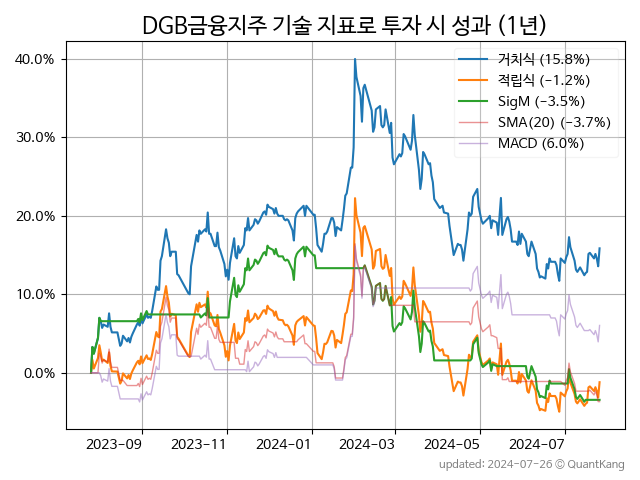 DGB금융지주 기술 지표로 투자 시 성과 (1년)
40.0%
30.0%
20.0%
10.0%
0.0%
거치식 (15.8%)
적립식 (−1.2%)
SigM (−3.5%)
SMA(20) (−3.7%)
MACD (6.0%)
2023-09 2023-11 2024-01 2024-03 2024-05 2024-07
updated: 2024-07-26 © QuantKang